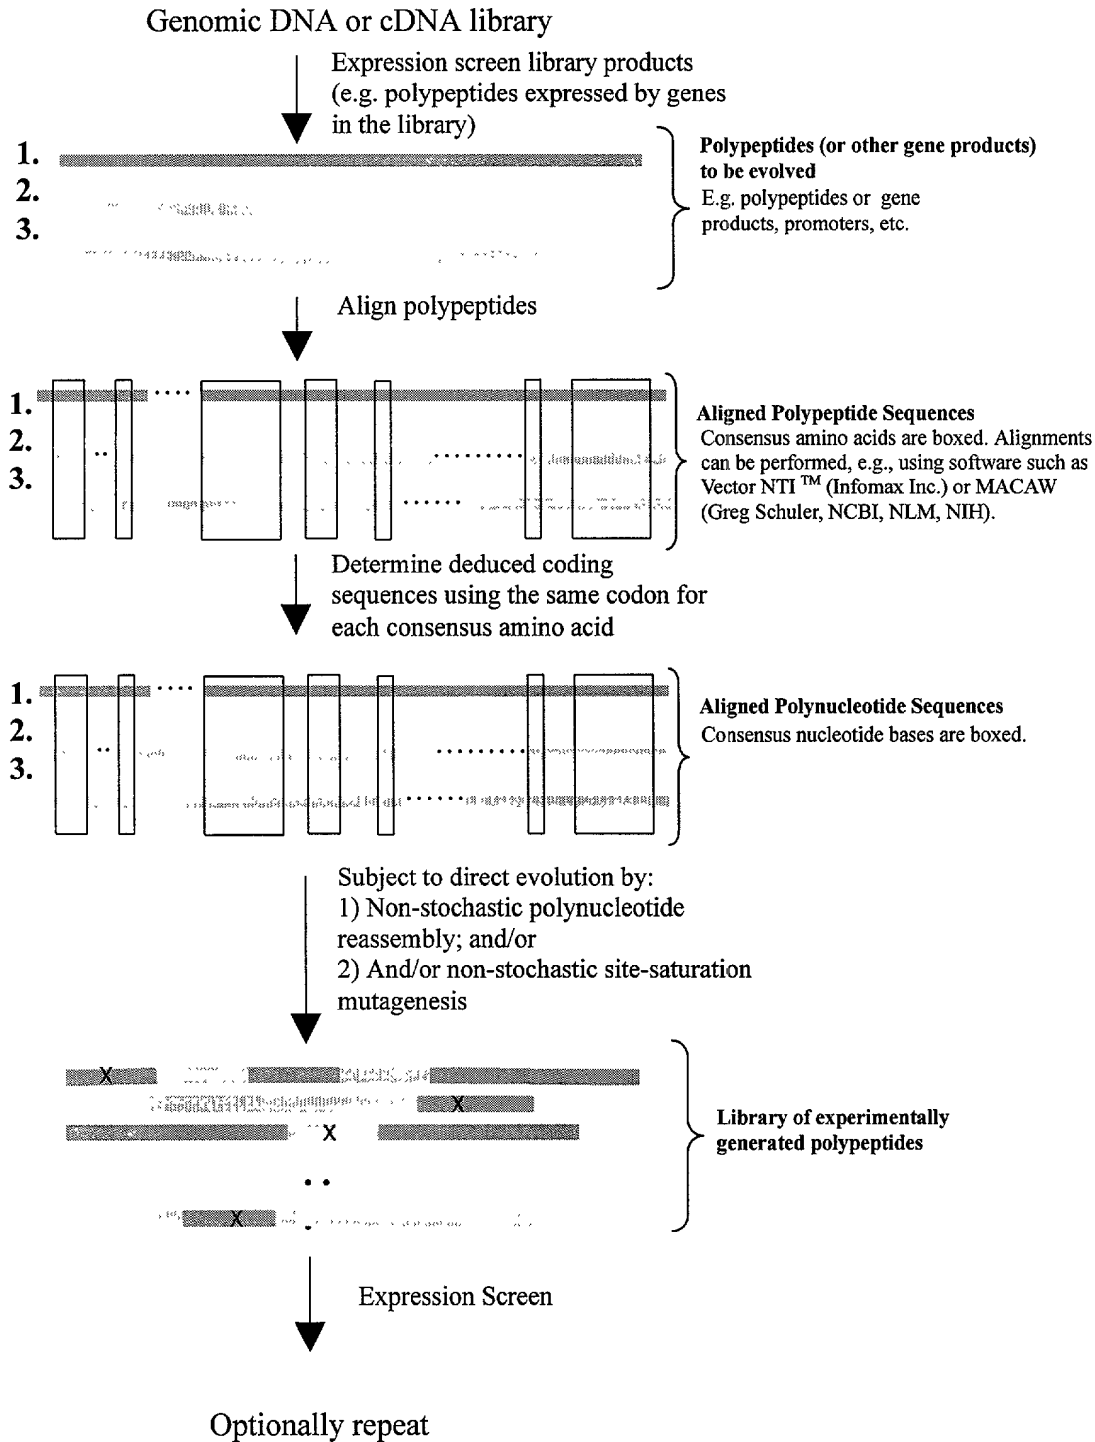 Genomic DNA or cDNA library
Expression screen library products
(e.g. polypeptides expressed by genes
in the library)
1.
2.
3.
Polypeptides (or other gene products)
to be evolved
E.g. polypeptides or gene
products, promoters, etc.
Align polypeptides
1.
2.
3.
Aligned Polypeptide Sequences
Consensus amino acids are boxed. Alignments
can be performed, e.g., using software such as
Vector NTI ™ (Infomax Inc.) or MACAW
(Greg Schuler, NCBI, NLM, NIH).
Determine deduced coding
sequences using the same codon for
each consensus amino acid
1.
2.
3.
Aligned Polynucleotide Sequences
Consensus nucleotide bases are boxed.
Subject to direct evolution by:
1) Non-stochastic polynucleotide
reassembly; and/or
2) And/or non-stochastic site-saturation
mutagenesis
X
X
X
X
Library of experimentally
generated polypeptides
Expression Screen
Optionally repeat